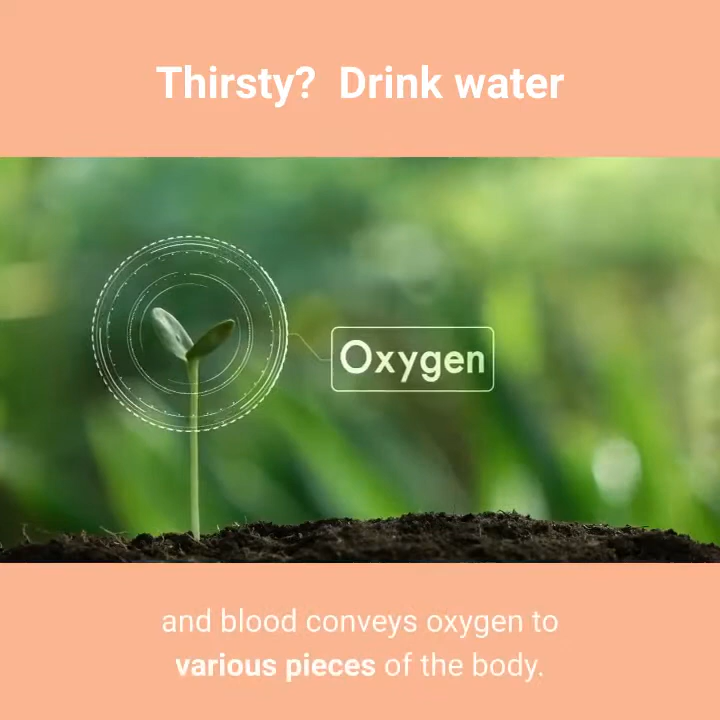 Thirsty?  Drink water
Oxygen
and blood conveys oxygen to
various pieces of the body.